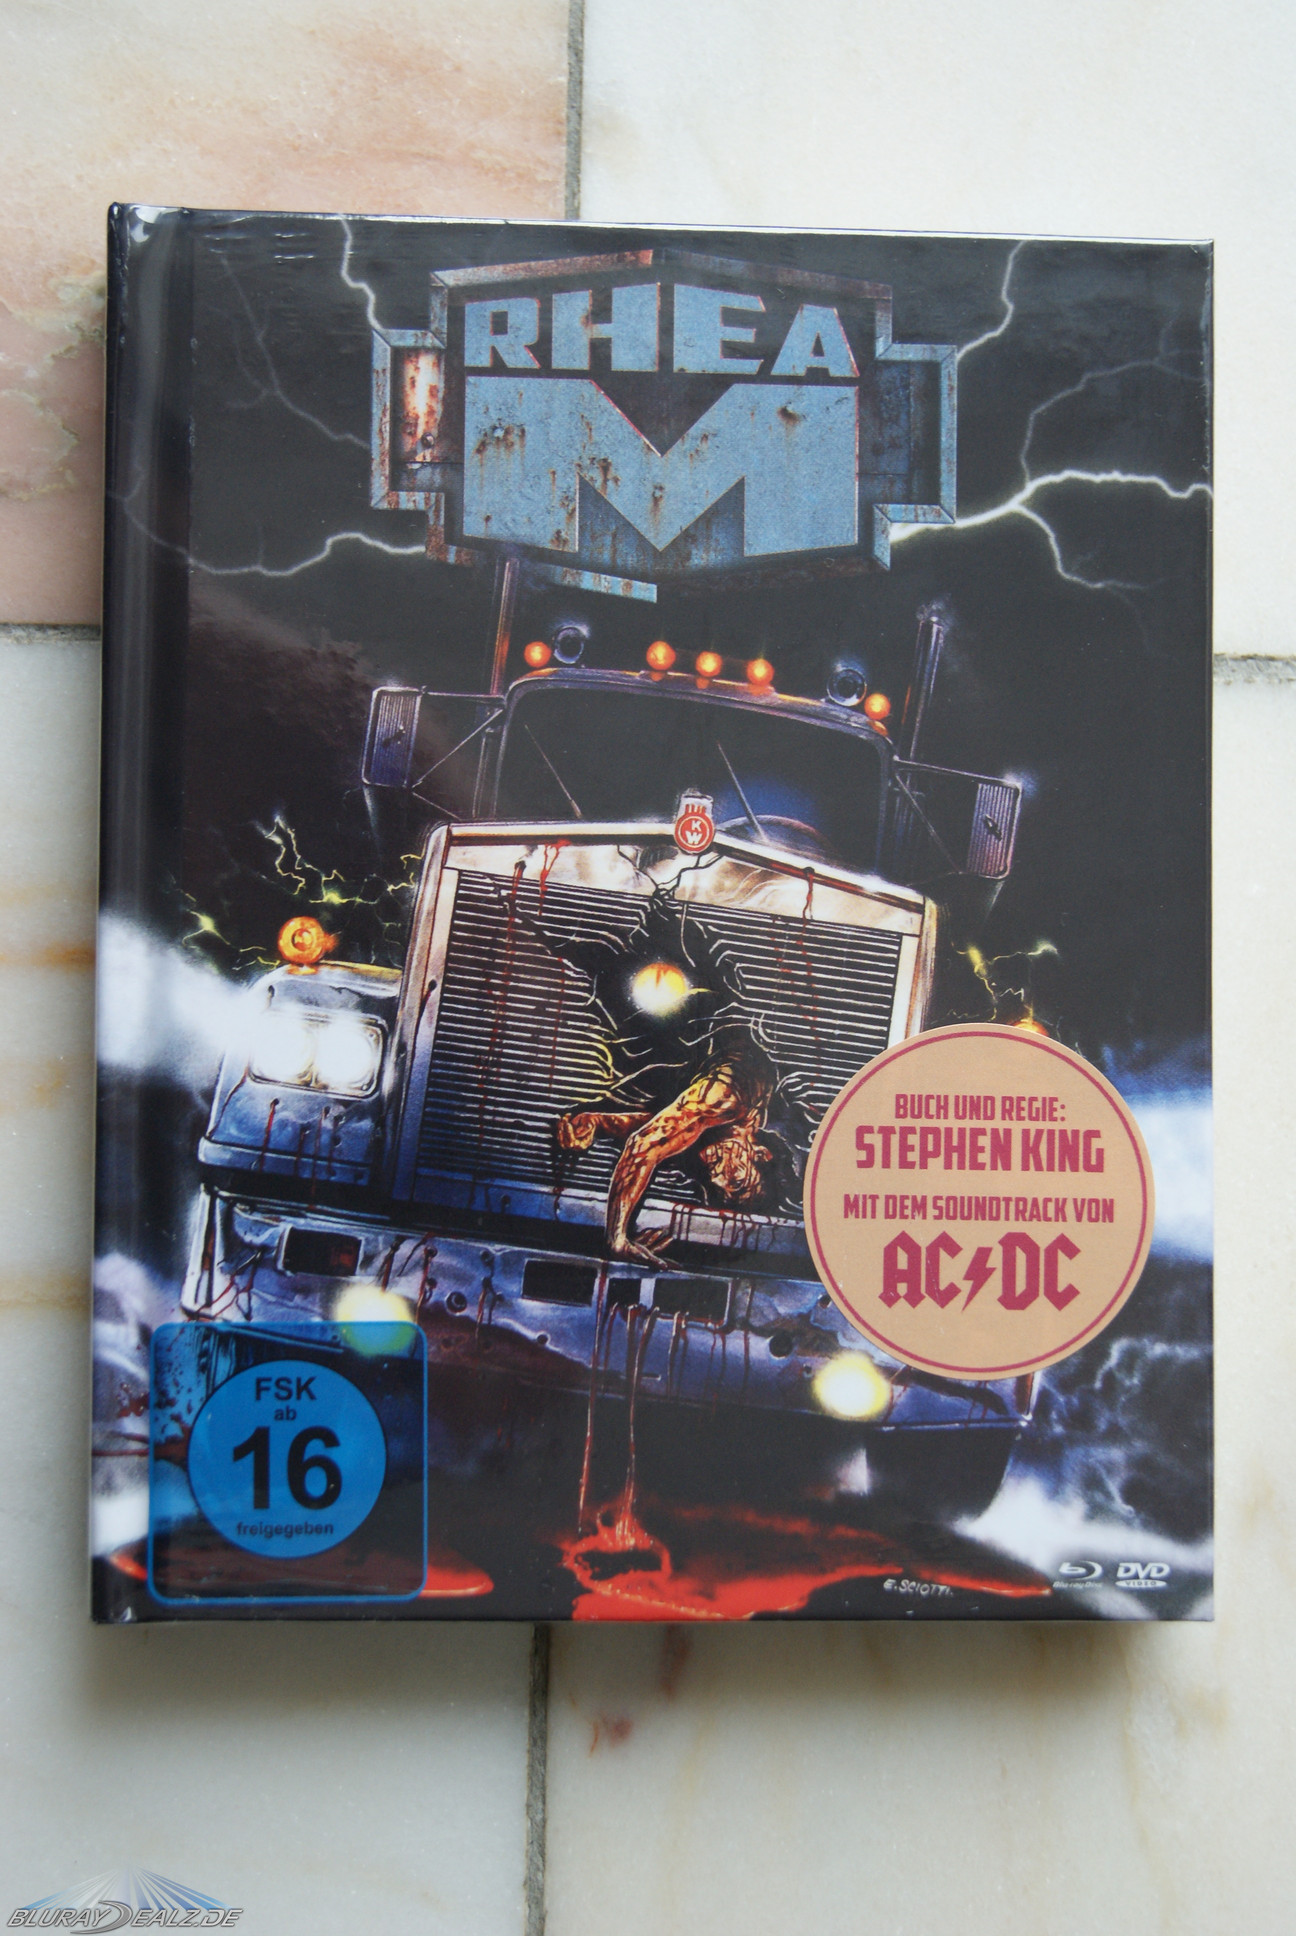 RHEA
M
KW
BUCH UND REGIE:
STEPHEN KING
MIT DEM SOUNDTRACK VON
AC⚡DC
FSK
ab
16
freigegeben
E. SCIOTTI
Blu-ray Disc
DVD
VIDEO
BLURAYDEALZ.DE